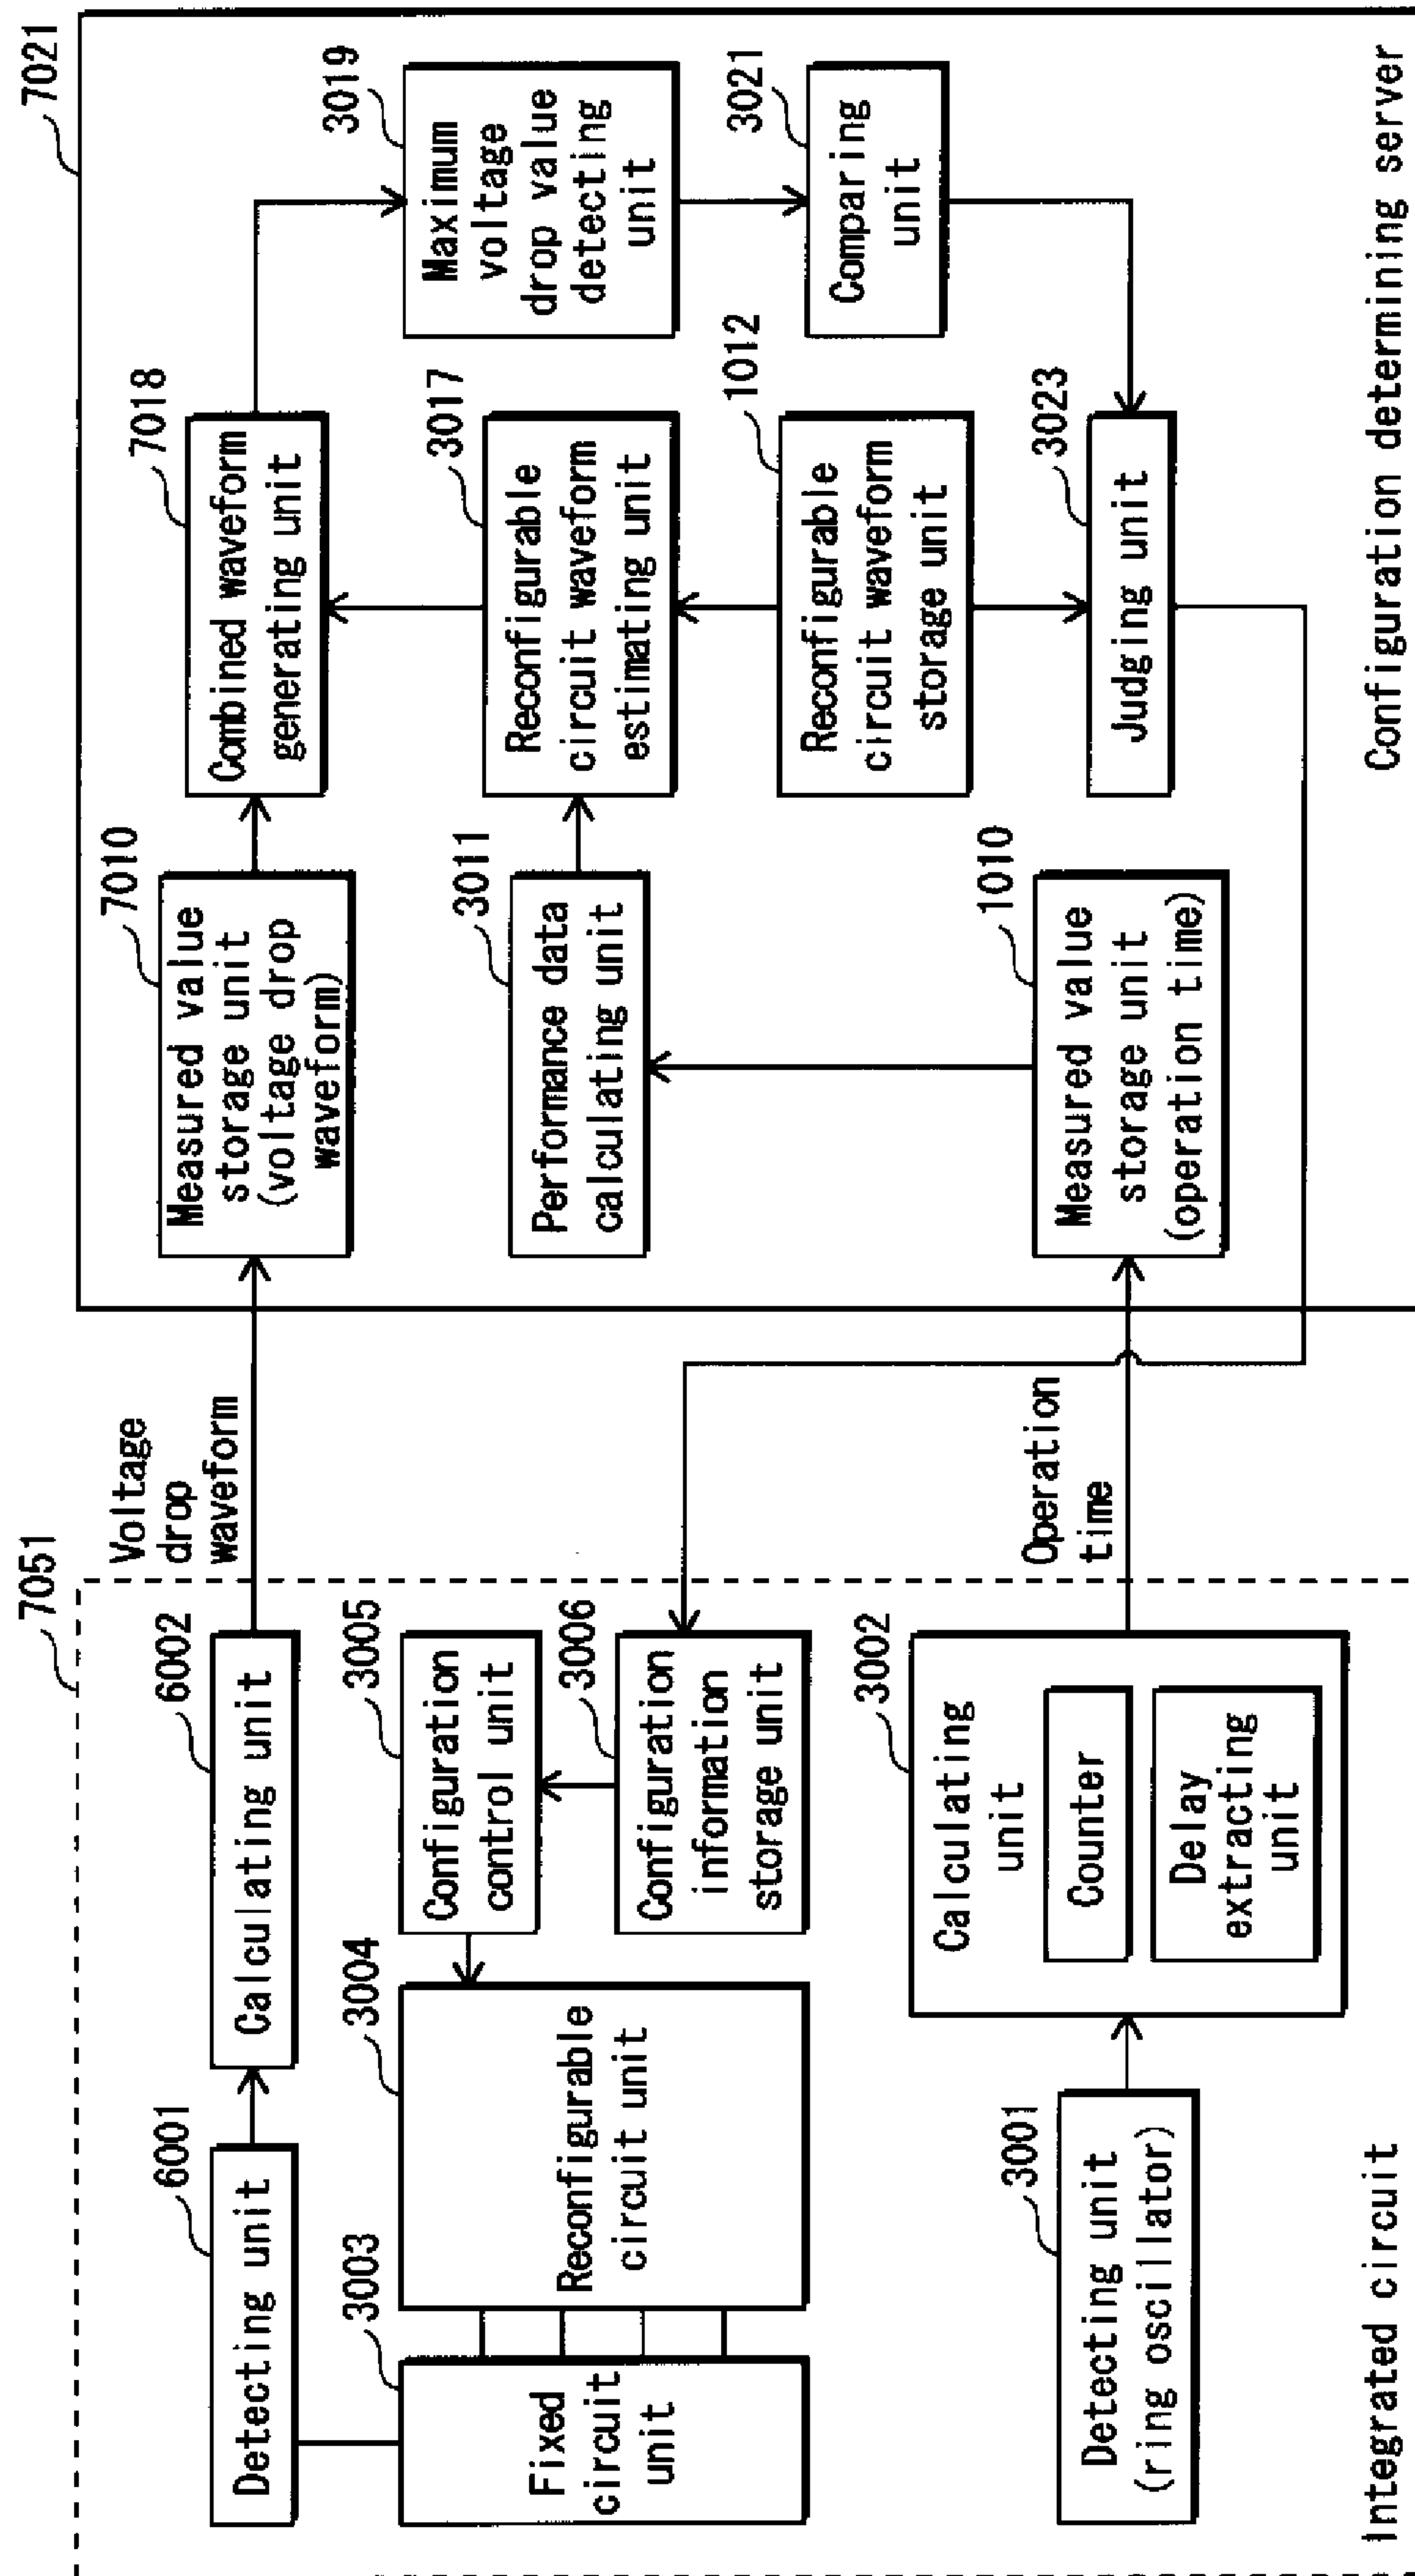 7051
6001
Detecting unit
6002
Calculating unit
Voltage
drop
waveform
3003
Fixed
circuit
unit
3004
Reconfigurable
circuit unit
3005
Configuration
control unit
3006
Configuration
information
storage unit
3001
Detecting unit
(ring oscillator)
3002
Calculating
unit
Counter
Delay
extracting
unit
Operation
time
Integrated circuit
7021
7010
Measured value
storage unit
(voltage drop
waveform)
7018
Combined waveform
generating unit
3019
Maximum
voltage
drop value
detecting
unit
3011
Performance data
calculating unit
3017
Reconfigurable
circuit waveform
estimating unit
1012
Reconfigurable
circuit waveform
storage unit
3021
Comparing
unit
1010
Measured value
storage unit
(operation time)
3023
Judging unit
Configuration determining server